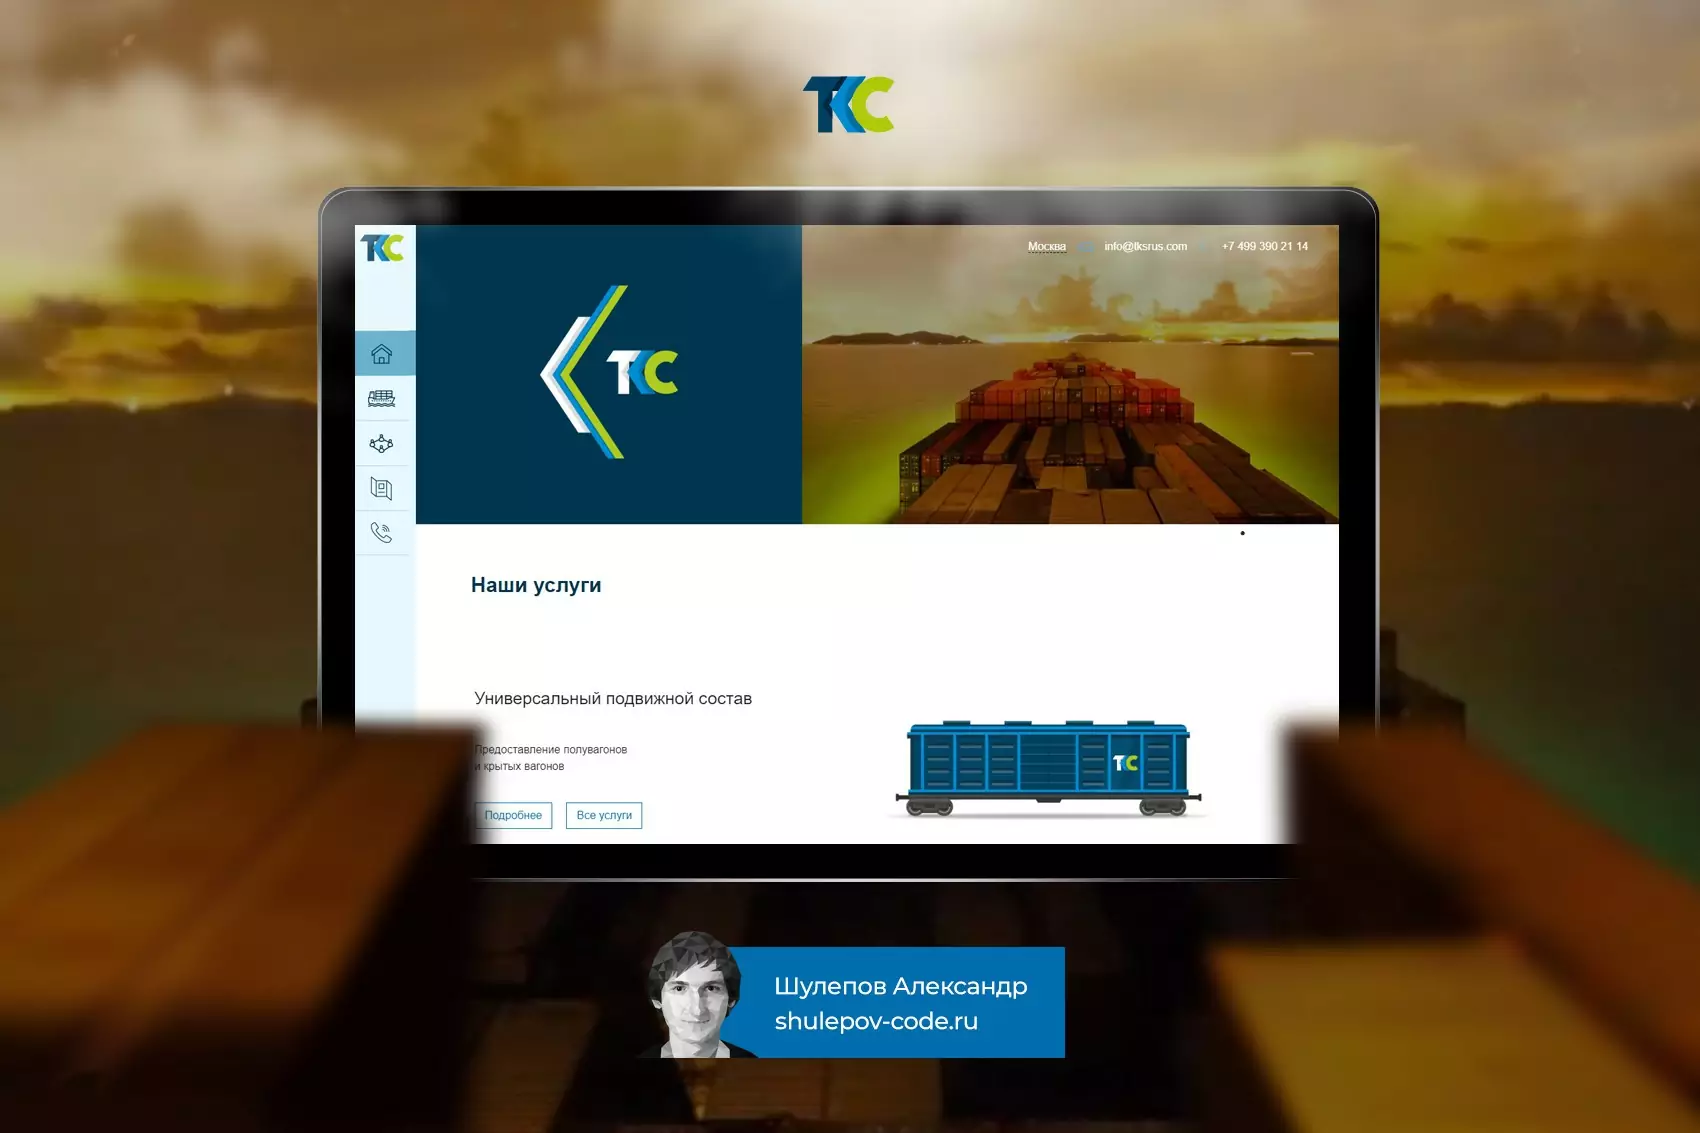 ТКС
ТКС
Москва
info@tksrus.com
+7 499 390 21 14
ТКС
Наши услуги
Универсальный подвижной состав
Предоставление полувагонов
и крытых вагонов
ТКС
Подробнее
Все услуги
Шулепов Александр
shulepov-code.ru